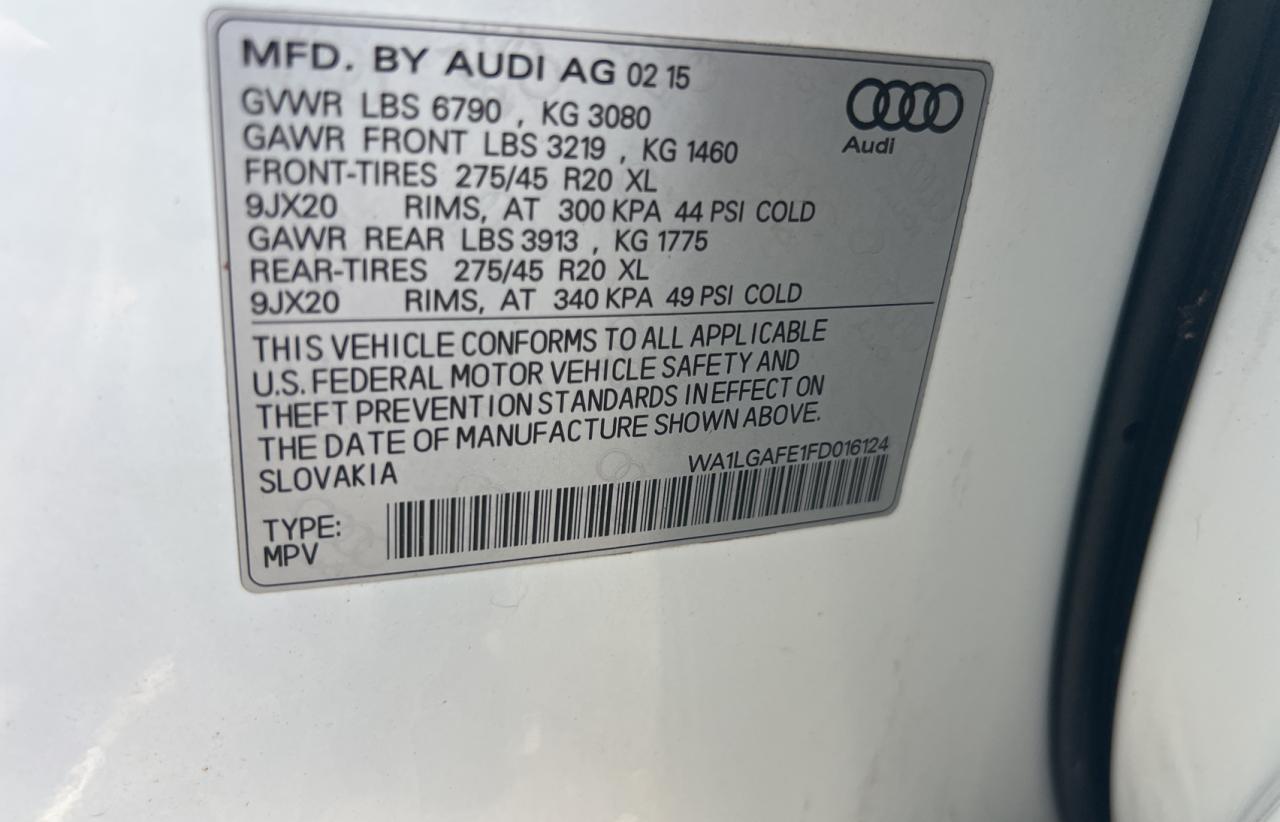 MFD. BY AUDI AG 02 15
GVWR LBS 6790 , KG 3080
GAWR FRONT LBS 3219 , KG 1460
FRONT-TIRES 275/45 R20 XL
9JX20 RIMS, AT 300 KPA 44 PSI COLD
GAWR REAR LBS 3913 , KG 1775
REAR-TIRES 275/45 R20 XL
9JX20 RIMS, AT 340 KPA 49 PSI COLD
Audi
THIS VEHICLE CONFORMS TO ALL APPLICABLE
U.S. FEDERAL MOTOR VEHICLE SAFETY AND
THEFT PREVENTION STANDARDS IN EFFECT ON
THE DATE OF MANUFACTURE SHOWN ABOVE.
SLOVAKIA
WA1LGAFE1FD016124
TYPE:
MPV